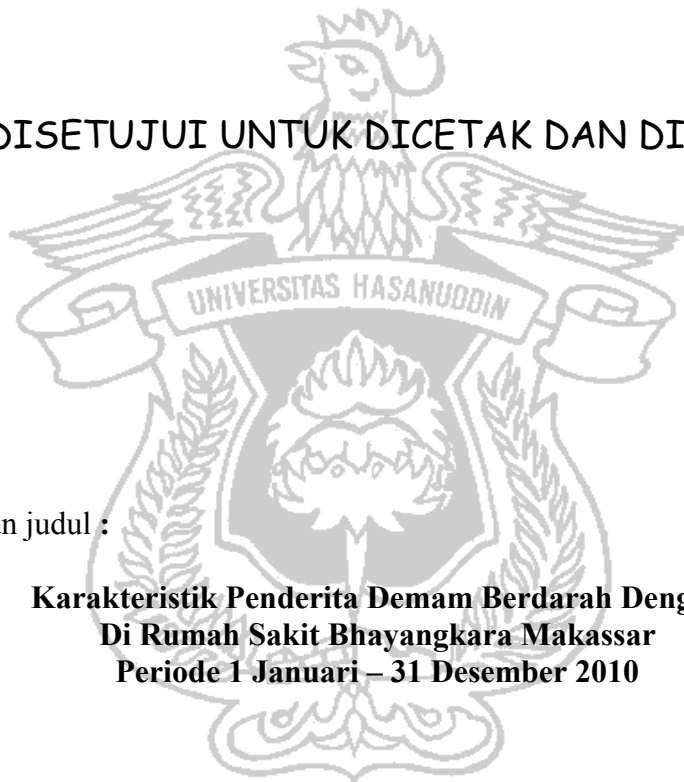 DISETUJUI UNTUK DICETAK DAN DI
UNIVERSITAS HASANUDDIN
n judul :
Karakteristik Penderita Demam Berdarah Deng
Di Rumah Sakit Bhayangkara Makassar
Periode 1 Januari – 31 Desember 2010